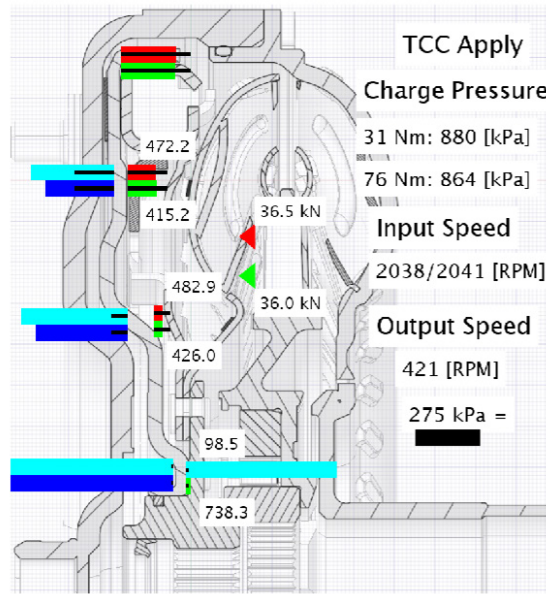 TCC Apply
Charge Pressure
31 Nm: 880 [kPa]
472.2
76 Nm: 864 [kPa]
415.2
36.5 kN
Input Speed
2038/2041 [RPM]
482.9
36.0 kN
Output Speed
426.0
421 [RPM]
275 kPa =
98.5
738.3